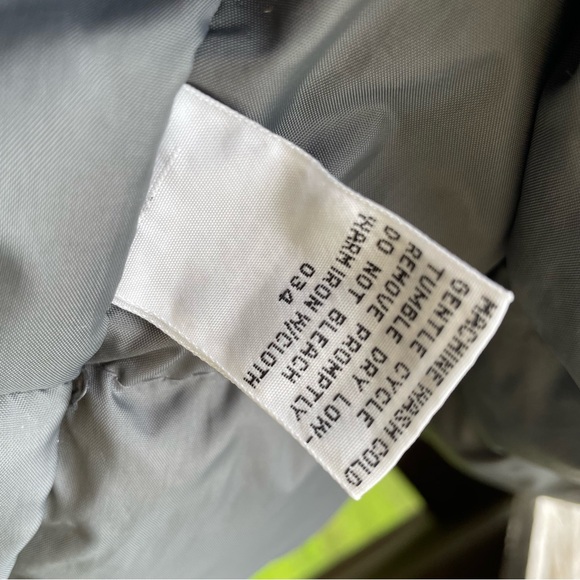 MACHINE WASH COLD
GENTLE CYCLE
TUMBLE DRY LOW-
REMOVE PROMPTLY
DO NOT BLEACH
WARM IRON W/CLOTH
034